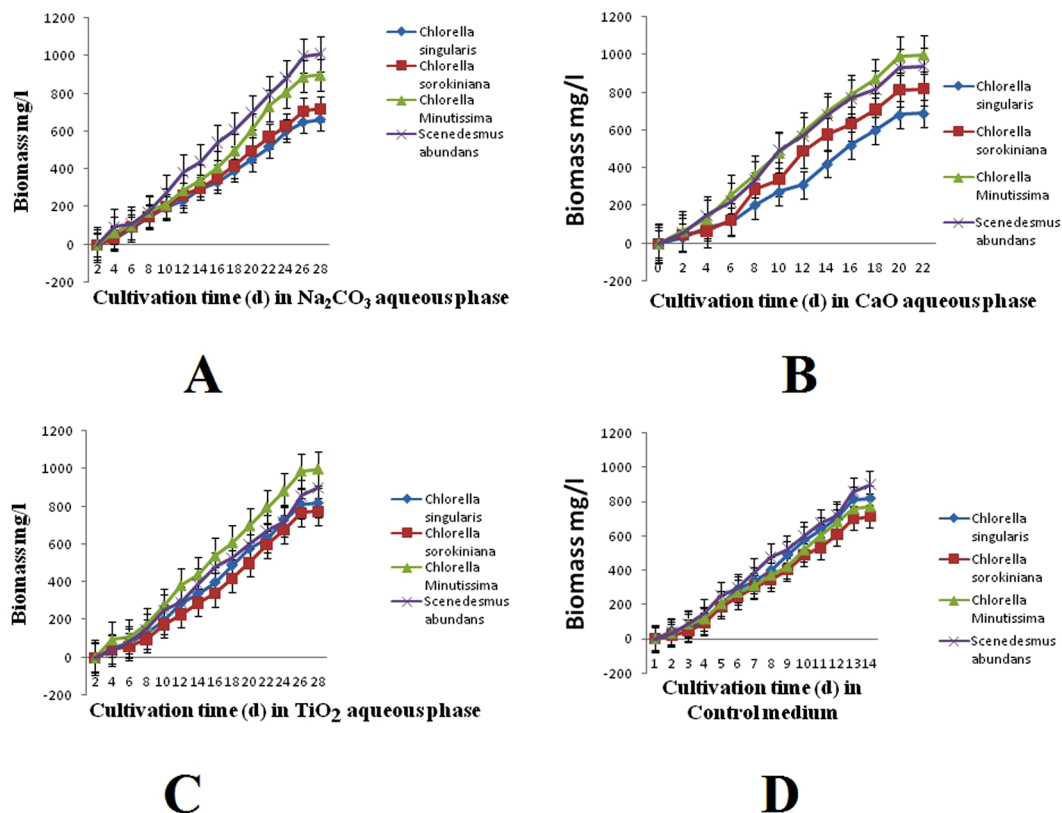 1200
1000
800
600
400
200
0
-200
Biomass mg/l
2 4 6 8 10 12 14 16 18 20 22 24 26 28
Cultivation time (d) in Na₂CO₃ aqueous phase
Chlorella
singularis
Chlorella
sorokiniana
Chlorella
Minutissima
Scenedesmus
abundans
A
1200
1000
800
600
400
200
0
-200
Biomass mg/l
0 2 4 6 8 10 12 14 16 18 20 22
Cultivation time (d) in CaO aqueous phase
Chlorella
singularis
Chlorella
sorokiniana
Chlorella
Minutissima
Scenedesmus
abundans
B
1200
1000
800
600
400
200
0
-200
Biomass mg/l
2 4 6 8 10 12 14 16 18 20 22 24 26 28
Cultivation time (d) in TiO₂ aqueous phase
Chlorella
singularis
Chlorella
sorokiniana
Chlorella
Minutissima
Scenedesmus
abundans
C
1200
1000
800
600
400
200
0
-200
Biomass mg/l
1 2 3 4 5 6 7 8 9 10 11 12 13 14
Cultivation time (d) in
Control medium
Chlorella
singularis
Chlorella
sorokiniana
Chlorella
Minutissima
Scenedesmus
abundans
D